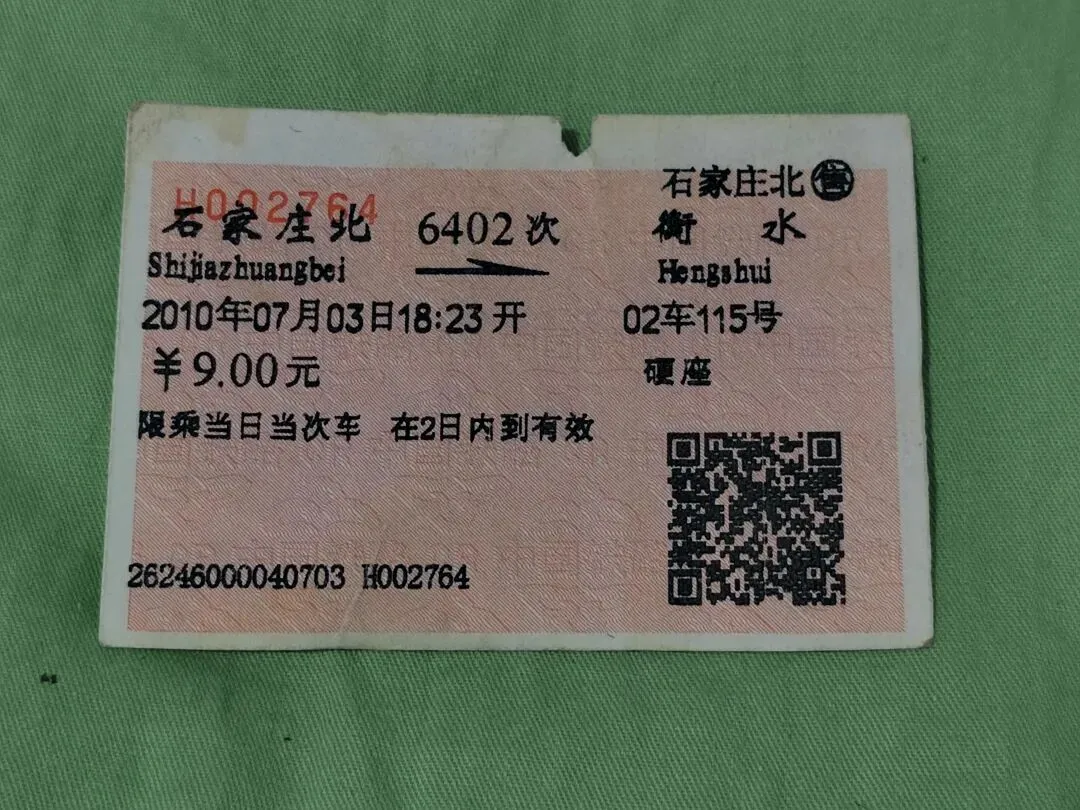 H002764
石家庄北 售
石家庄北 6402次 衡 水
Shijiazhuangbei Hengshui
2010年07月03日18:23开 02车115号
¥9.00元 硬座
限乘当日当次车 在2日内到有效
26246000040703 H002764